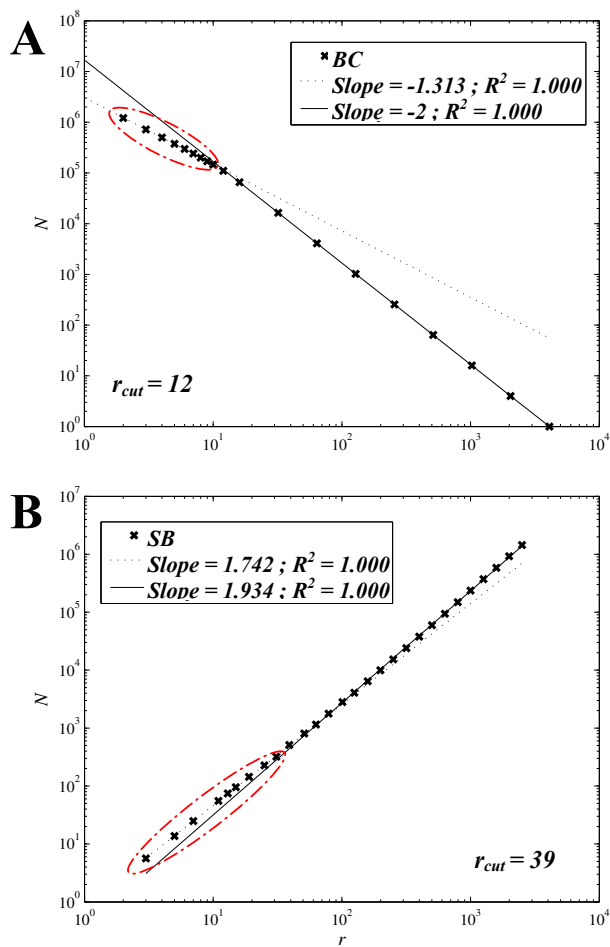 A
10^8
10^7
10^6
10^5
10^4
10^3
10^2
10^1
10^0
N
BC
Slope = -1.313 ; R^2 = 1.000
Slope = -2 ; R^2 = 1.000
r_cut = 12
10^0 10^1 10^2 10^3 10^4
B
10^7
10^6
10^5
10^4
10^3
10^2
10^1
10^0
N
SB
Slope = 1.742 ; R^2 = 1.000
Slope = 1.934 ; R^2 = 1.000
r_cut = 39
10^0 10^1 10^2 10^3 10^4
r